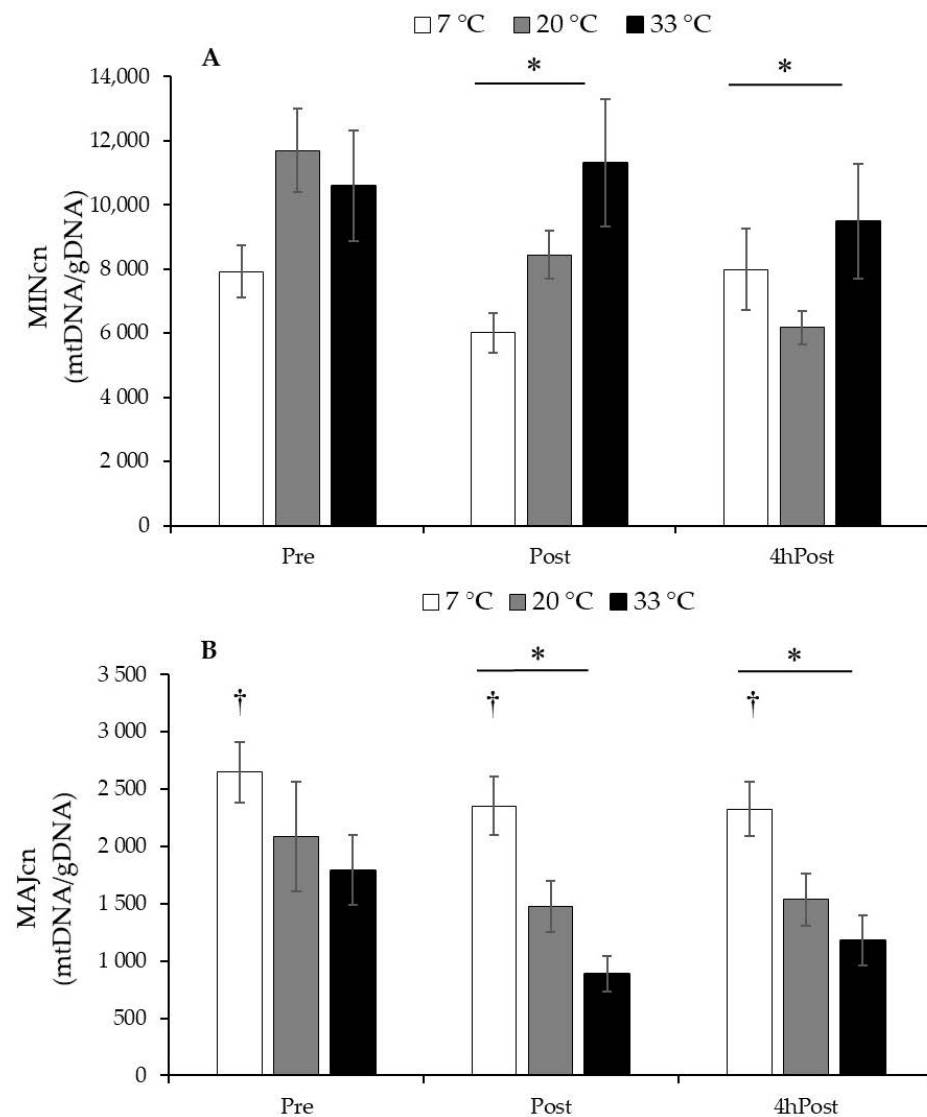 7 °C 20 °C 33 °C
A
* *
14,000
12,000
10,000
8 000
6 000
4 000
2 000
0
MINcn
(mtDNA/gDNA)
Pre Post 4hPost
7 °C 20 °C 33 °C
B
* *
† † †
3 500
3 000
2 500
2 000
1 500
1 000
500
0
MAJcn
(mtDNA/gDNA)
Pre Post 4hPost